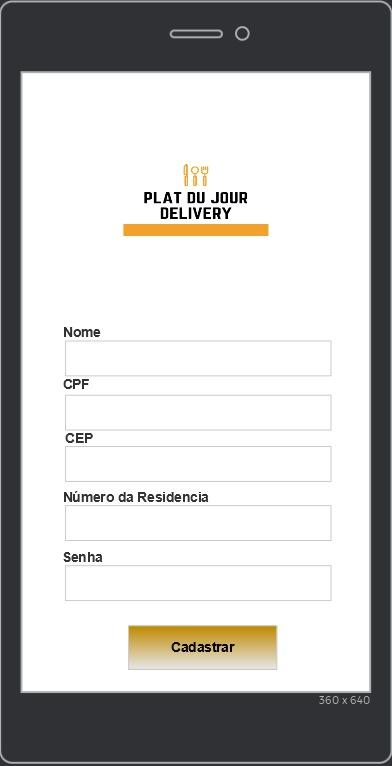 PLAT DU JOUR
DELIVERY
Nome
CPF
CEP
Número da Residencia
Senha
Cadastrar
360 x 640